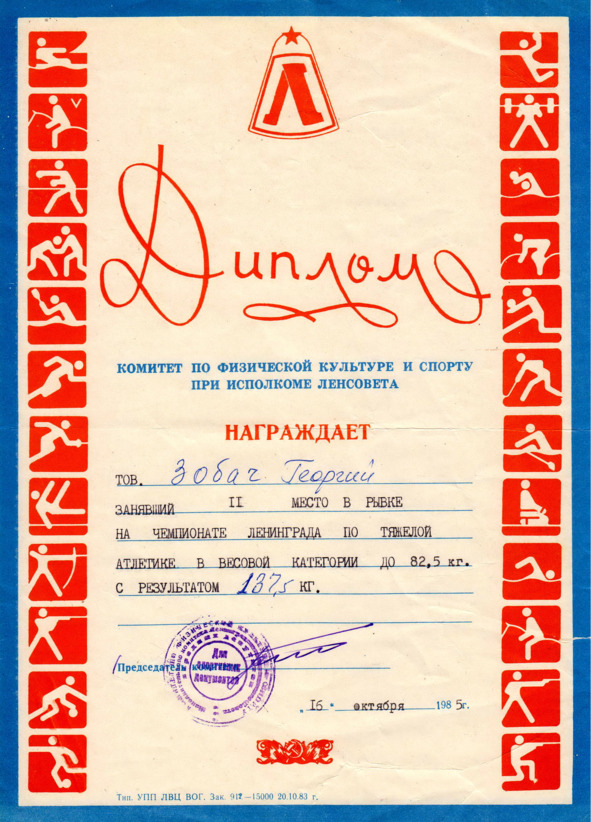 Л
Диплом
КОМИТЕТ ПО ФИЗИЧЕСКОЙ КУЛЬТУРЕ И СПОРТУ
ПРИ ИСПОЛКОМЕ ЛЕНСОВЕТА
НАГРАЖДАЕТ
ТОВ. Зобач Георгий
ЗАНЯВШИЙ II МЕСТО В РЫВКЕ
НА ЧЕМПИОНАТЕ ЛЕНИНГРАДА ПО ТЯЖЕЛОЙ
АТЛЕТИКЕ В ВЕСОВОЙ КАТЕГОРИИ ДО 82,5 кг.
С РЕЗУЛЬТАТОМ 137,5 КГ.
Для
спортивных
документов
Председатель
„16" октября 1985г.
Тип. УПП ЛВЦ ВОГ. Зак. 917—15000 20.10.83 г.